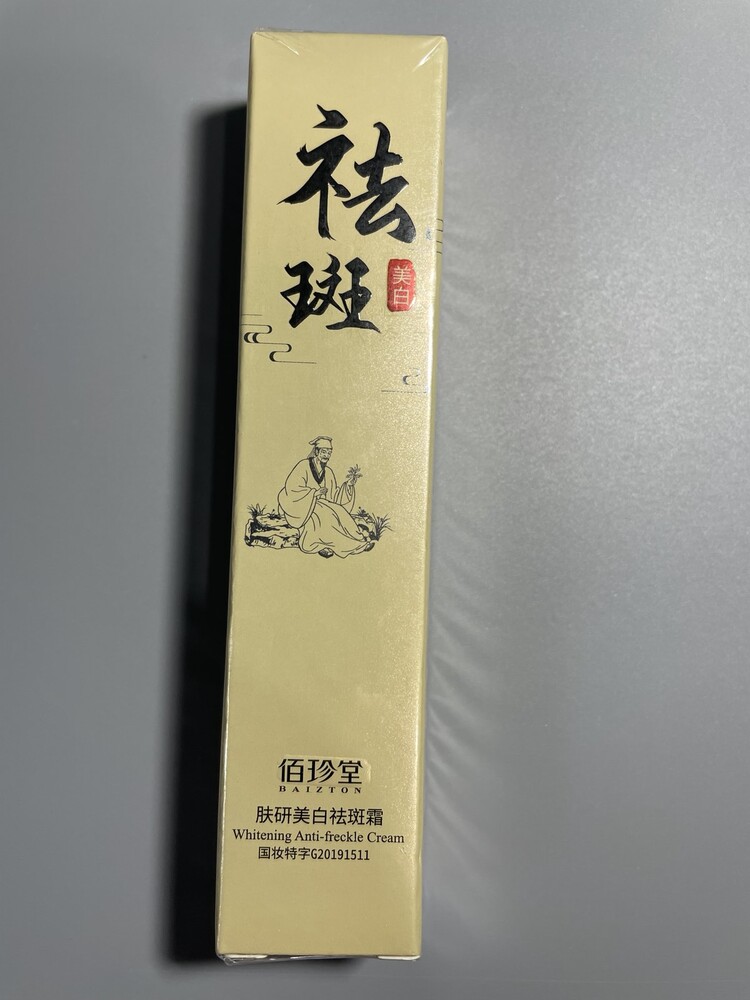 祛
斑
美白
佰珍堂
BAIZTON
肤研美白祛斑霜
Whitening Anti-freckle Cream
国妆特字G20191511